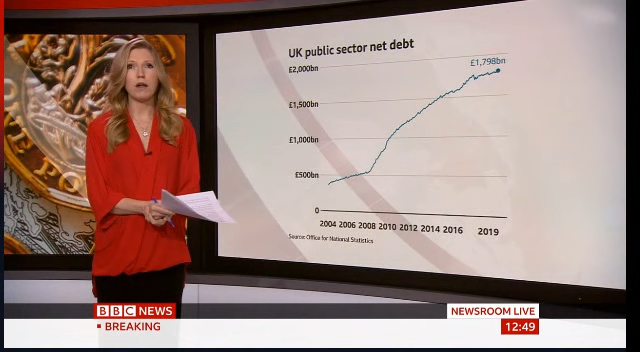 UK public sector net debt
£2,000bn
£1,798bn
£1,500bn
£1,000bn
£500bn
0
2004 2006 2008 2010 2012 2014 2016 2019
Source: Office for National Statistics
BBC NEWS
NEWSROOM LIVE
BREAKING
12:49